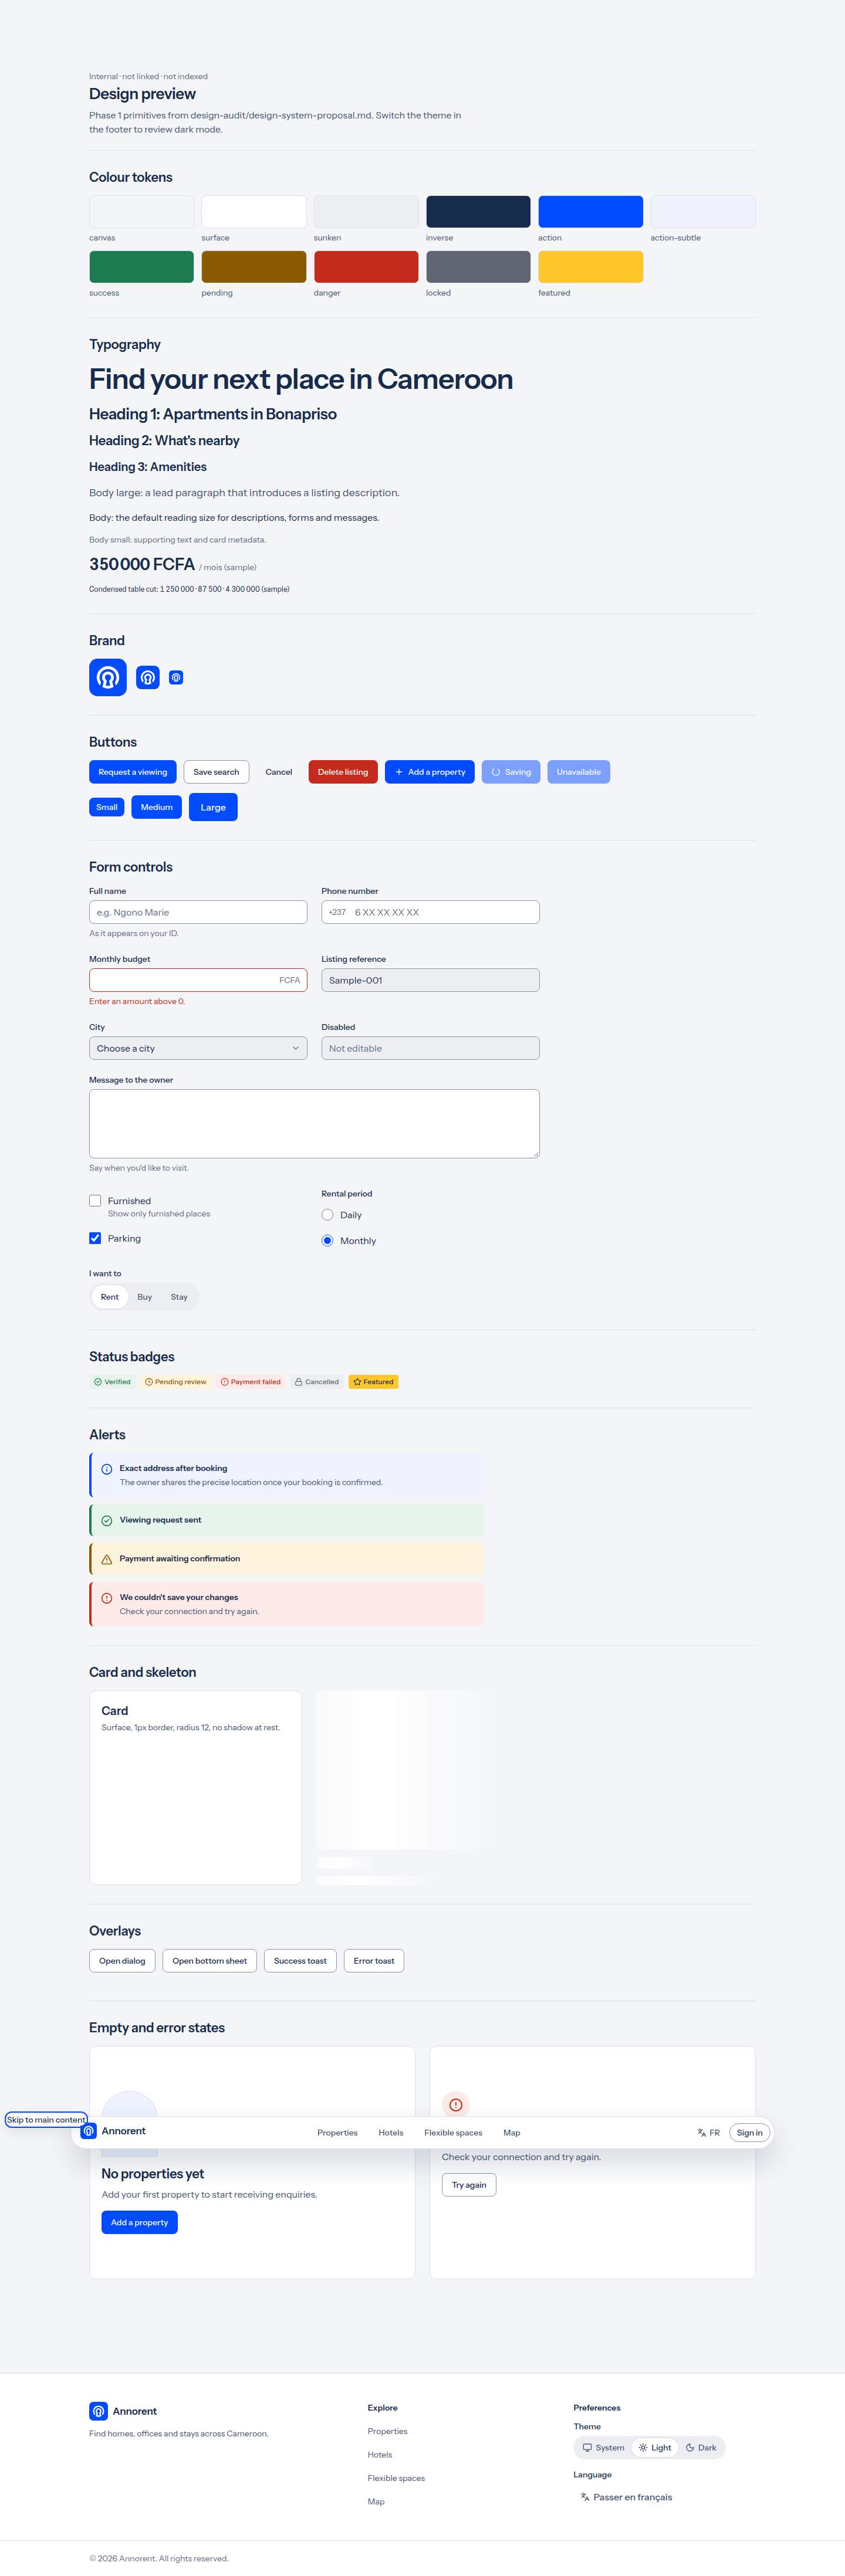 Internal · not linked · not indexed
Design preview
Phase 1 primitives from design-audit/design-system-proposal.md. Switch the theme in
the footer to review dark mode.
Colour tokens
canvas
surface
sunken
inverse
action
action-subtle
success
pending
danger
locked
featured
Typography
Find your next place in Cameroon
Heading 1: Apartments in Bonapriso
Heading 2: What's nearby
Heading 3: Amenities
Body large: a lead paragraph that introduces a listing description.
Body: the default reading size for descriptions, forms and messages.
Body small: supporting text and card metadata.
350 000 FCFA / mois (sample)
Condensed table cut: 1 250 000 · 87 500 · 4 300 000 (sample)
Brand
Buttons
Request a viewing
Save search
Cancel
Delete listing
Add a property
Saving
Unavailable
Small
Medium
Large
Form controls
Full name
Phone number
e.g. Ngono Marie
+237 6 XX XX XX XX
As it appears on your ID.
Monthly budget
Listing reference
FCFA
Sample-001
Enter an amount above 0.
City
Disabled
Choose a city
Not editable
Message to the owner
Say when you'd like to visit.
Furnished
Show only furnished places
Parking
Rental period
Daily
Monthly
I want to
Rent
Buy
Stay
Status badges
Verified
Pending review
Payment failed
Cancelled
Featured
Alerts
Exact address after booking
The owner shares the precise location once your booking is confirmed.
Viewing request sent
Payment awaiting confirmation
We couldn't save your changes
Check your connection and try again.
Card and skeleton
Card
Surface, 1px border, radius 12, no shadow at rest.
Overlays
Open dialog
Open bottom sheet
Success toast
Error toast
Empty and error states
Skip to main content
Annorent
Properties
Hotels
Flexible spaces
Map
FR
Sign in
No properties yet
Add your first property to start receiving enquiries.
Add a property
Check your connection and try again.
Try again
Annorent
Find homes, offices and stays across Cameroon.
Explore
Properties
Hotels
Flexible spaces
Map
Preferences
Theme
System
Light
Dark
Language
Passer en français
© 2026 Annorent. All rights reserved.